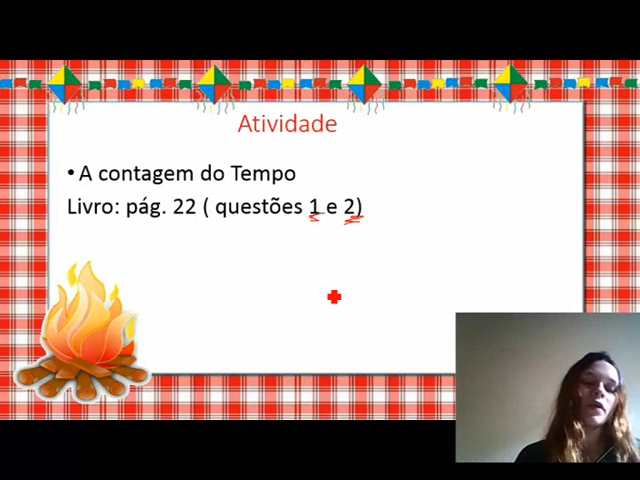 Atividade
• A contagem do Tempo
Livro: pág. 22 ( questões 1 e 2)